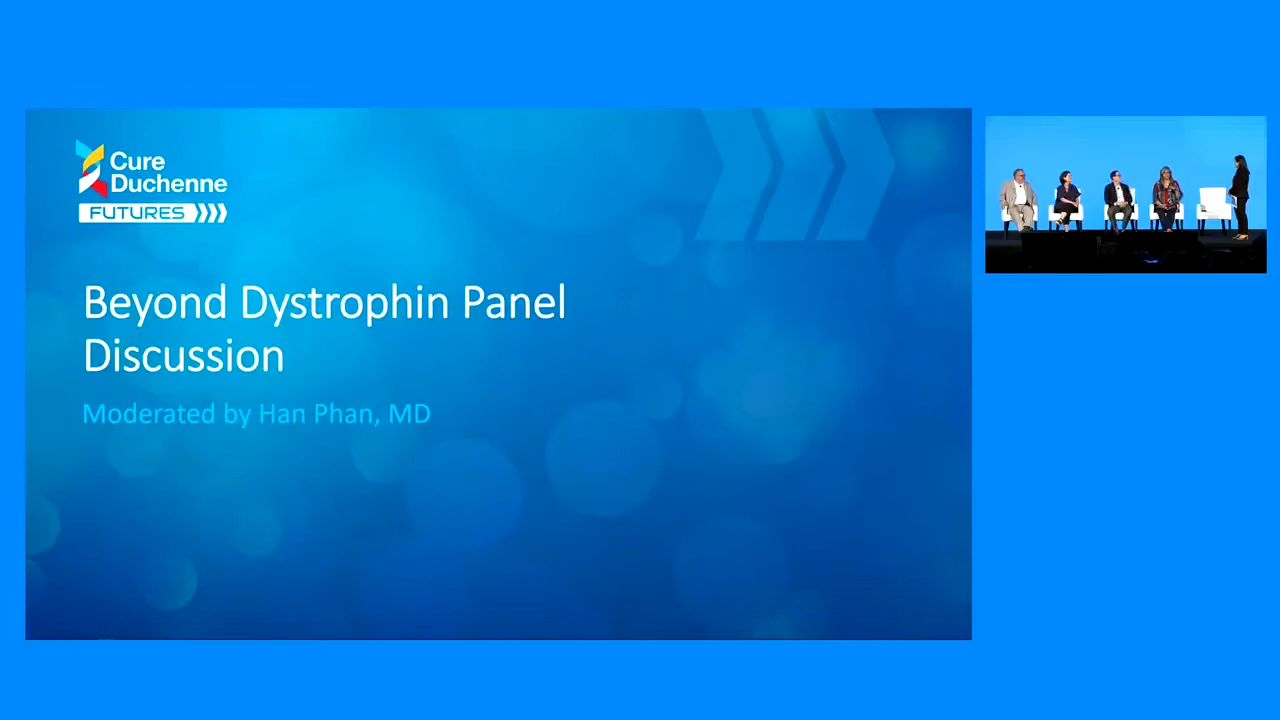 Cure
Duchenne
FUTURES
Beyond Dystrophin Panel
Discussion
Moderated by Han Phan, MD